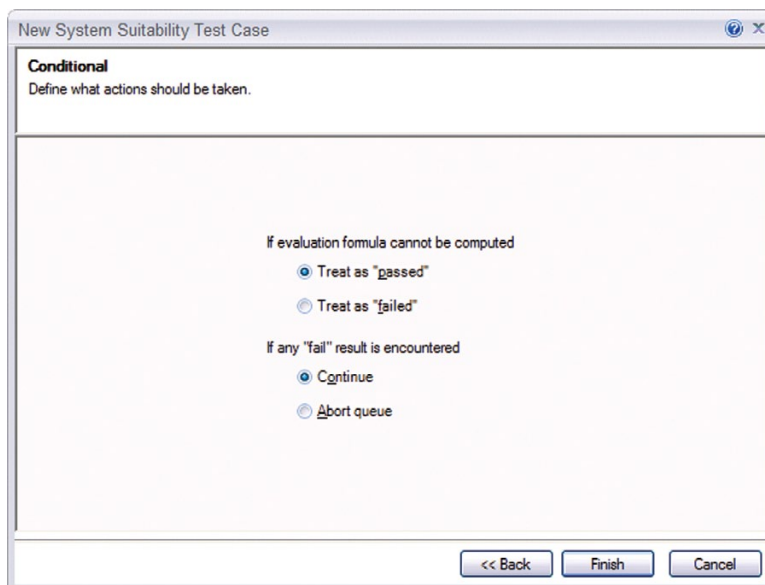 New System Suitability Test Case
Conditional
Define what actions should be taken.
If evaluation formula cannot be computed
Treat as "passed"
Treat as "failed"
If any "fail" result is encountered
Continue
Abort queue
<< Back Finish Cancel